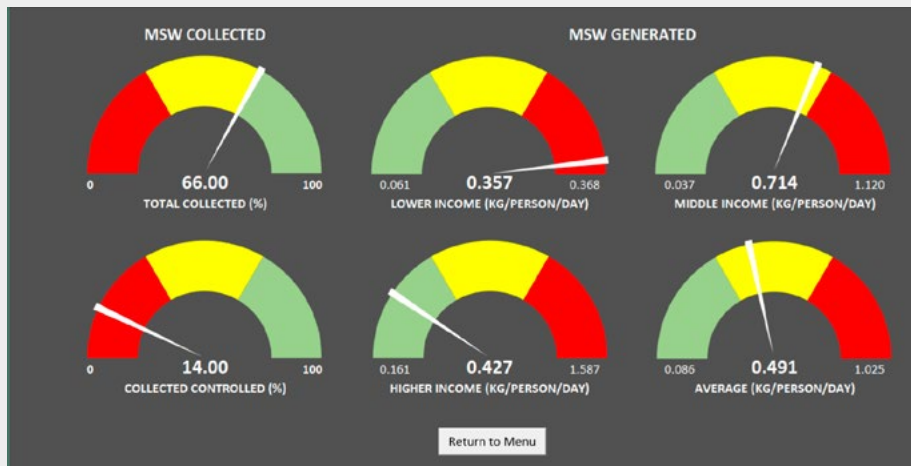 MSW COLLECTED
MSW GENERATED
66.00
0 100
TOTAL COLLECTED (%)
0.357
0.061 0.368
LOWER INCOME (KG/PERSON/DAY)
0.714
0.037 1.120
MIDDLE INCOME (KG/PERSON/DAY)
14.00
0 100
COLLECTED CONTROLLED (%)
0.427
0.161 1.587
HIGHER INCOME (KG/PERSON/DAY)
0.491
0.086 1.025
AVERAGE (KG/PERSON/DAY)
Return to Menu